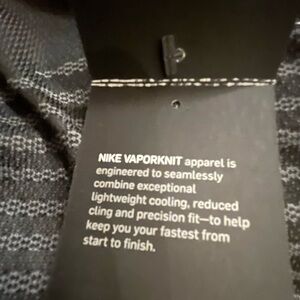 NIKE VAPORKNIT apparel is
engineered to seamlessly
combine exceptional
lightweight cooling, reduced
cling and precision fit—to help
keep you your fastest from
start to finish.